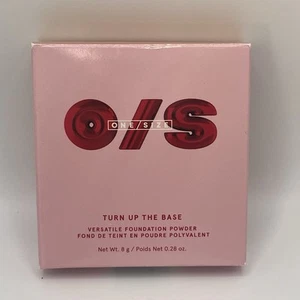 O/S
ONE/SIZE
TURN UP THE BASE
VERSATILE FOUNDATION POWDER
FOND DE TEINT EN POUDRE POLYVALENT
Net Wt. 8 g / Poids Net 0.28 oz.